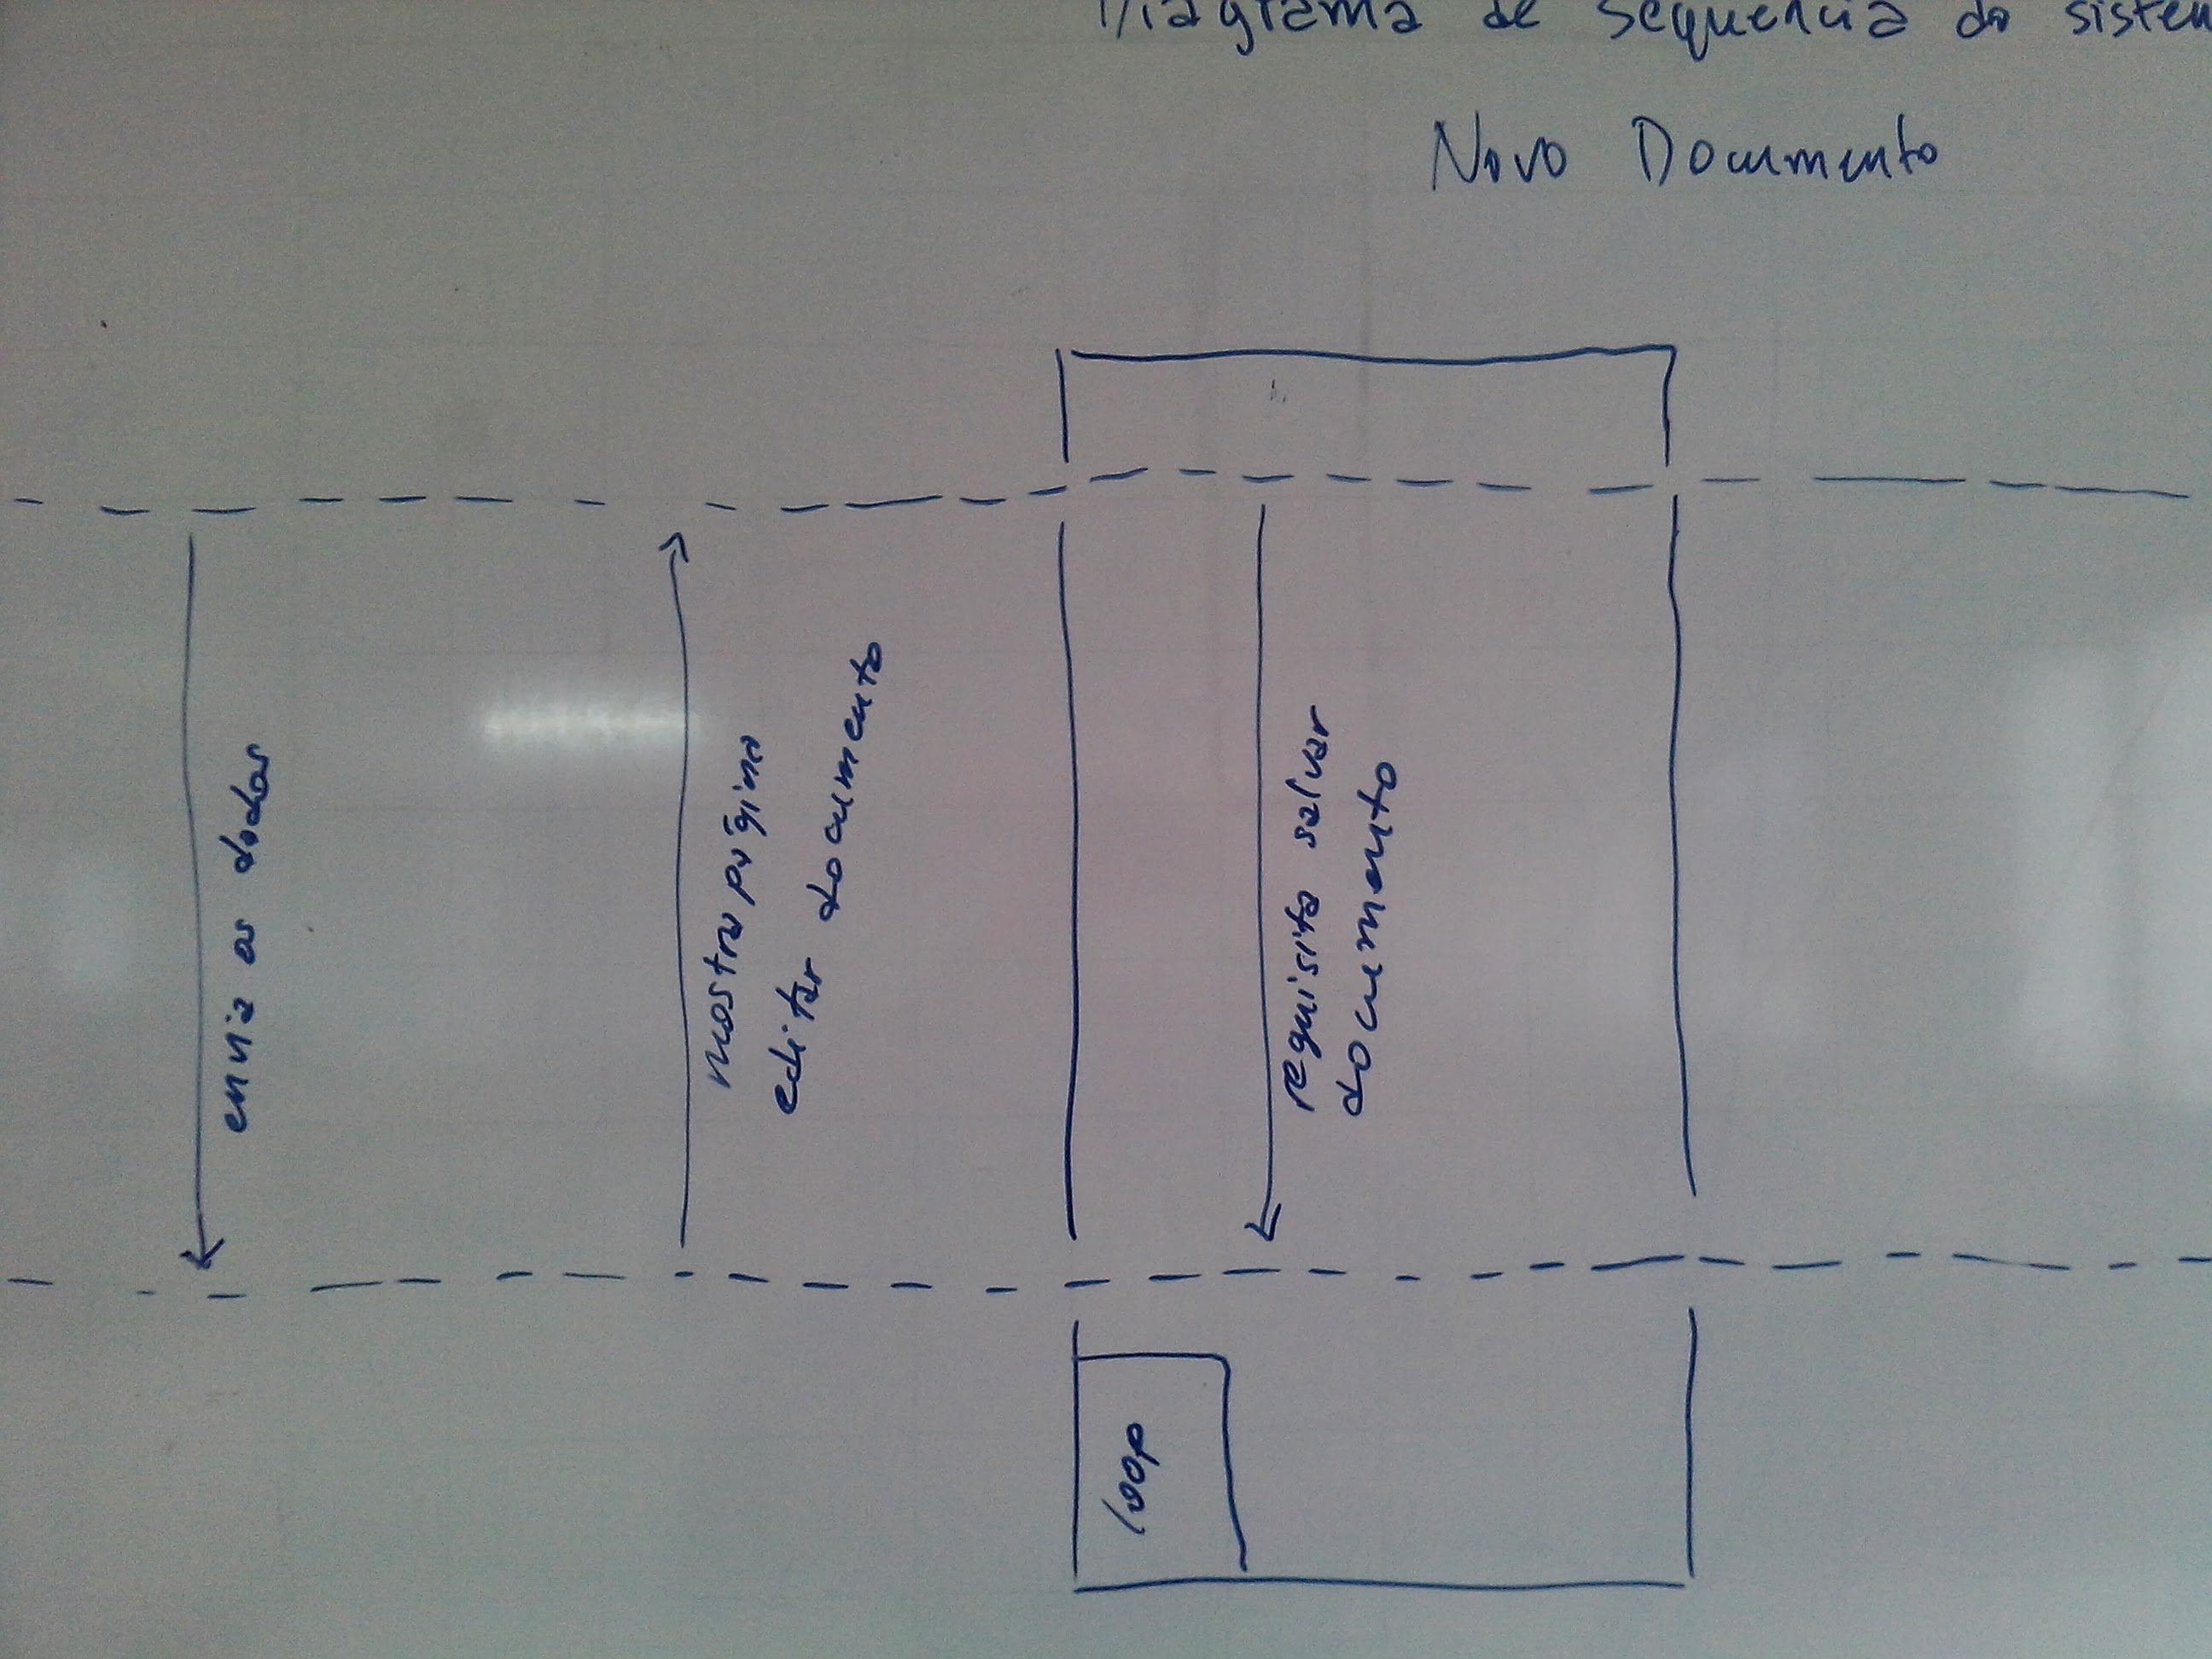 Diagrama de sequencia do sistem
Novo Documento
envia os dados
mostra página
editar documento
requisita salvar
documento
loop